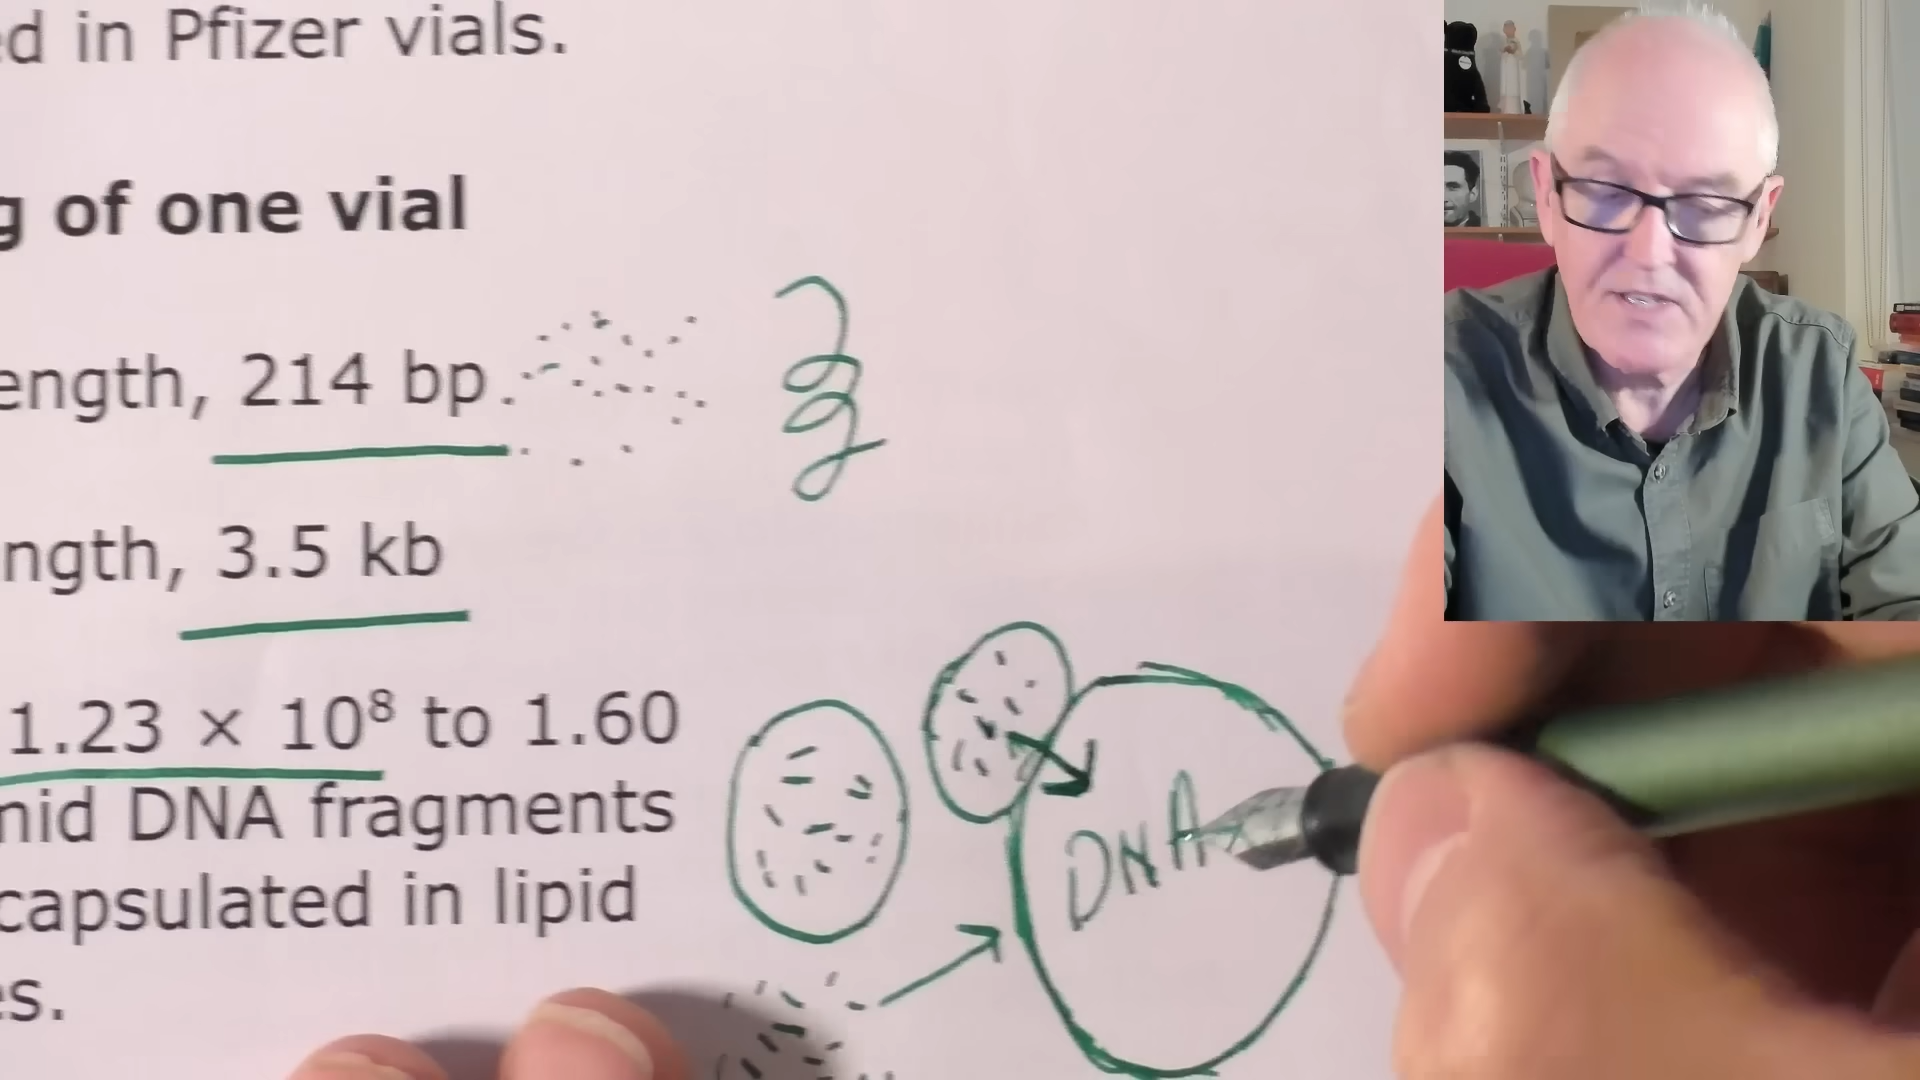 ed in Pfizer vials.
g of one vial
ength, 214 bp.
ngth, 3.5 kb
1.23 × 10⁸ to 1.60
mid DNA fragments
capsulated in lipid
es.
DNA